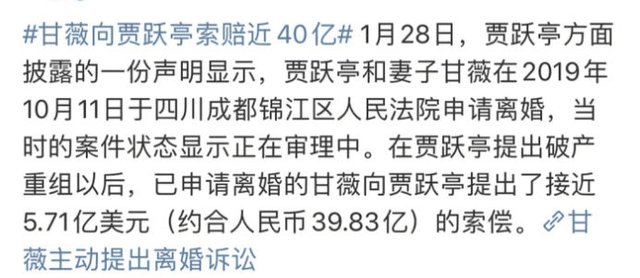 #甘薇向贾跃亭索赔近40亿# 1月28日，贾跃亭方面
披露的一份声明显示，贾跃亭和妻子甘薇在2019年
10月11日于四川成都锦江区人民法院申请离婚，当
时的案件状态显示正在审理中。在贾跃亭提出破产
重组以后，已申请离婚的甘薇向贾跃亭提出了接近
5.71亿美元（约合人民币39.83亿）的索偿。甘
薇主动提出离婚诉讼